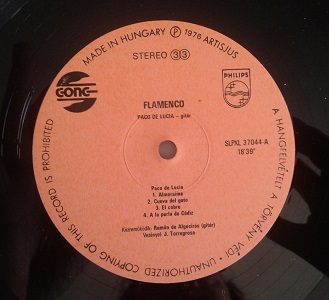 MADE IN HUNGARY Ⓟ 1976 ARTISJUS
STEREO 33
GONG
PHILIPS
FLAMENCO
PACO DE LUCIA - gitár
SLPXL 37044-A
16'39"
Paco de Lucia
1. Almoraima
2. Cueva del gato
3. El cobre
4. A la perla de Cádiz
Közreműködik: Ramón de Algeciras (gitár)
Vezényel: J. Torregrosa
A HANGFELVÉTELT A TÖRVÉNY VÉDI - UNAUTHORIZED COPYING OF THIS RECORD IS PROHIBITED